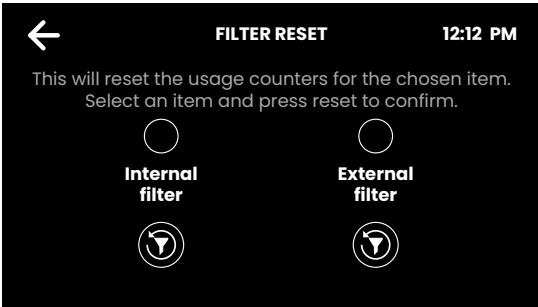 FILTER RESET
12:12 PM
This will reset the usage counters for the chosen item.
Select an item and press reset to confirm.
Internal
filter
External
filter